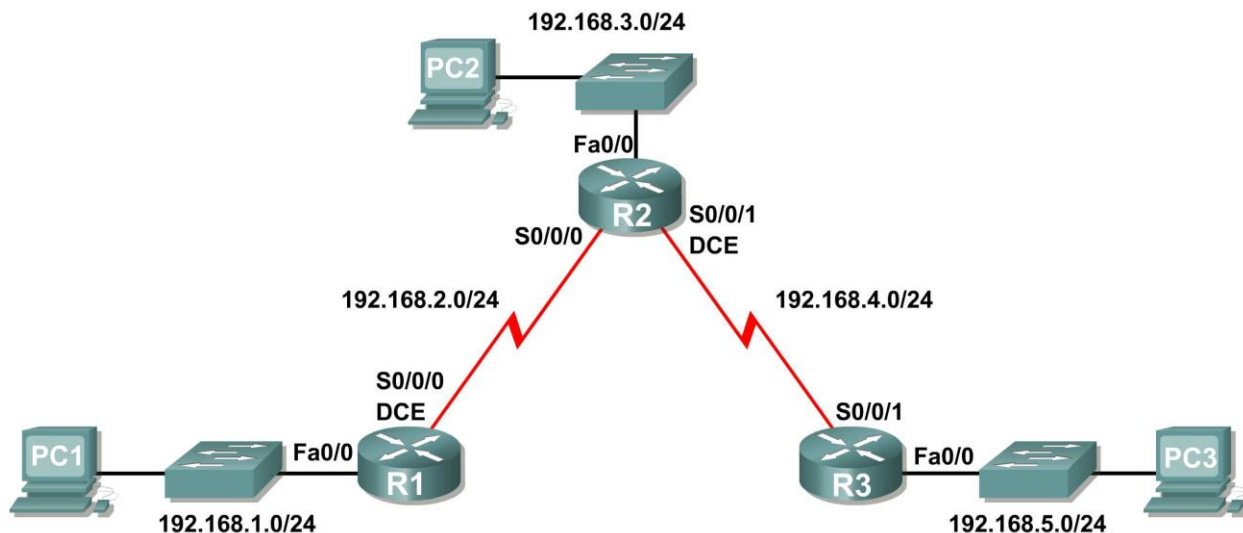 192.168.3.0/24
PC2
Fa0/0
R2
S0/0/1
DCE
S0/0/0
192.168.2.0/24
192.168.4.0/24
S0/0/0
DCE
S0/0/1
PC1
Fa0/0
R1
R3
Fa0/0
PC3
192.168.1.0/24
192.168.5.0/24